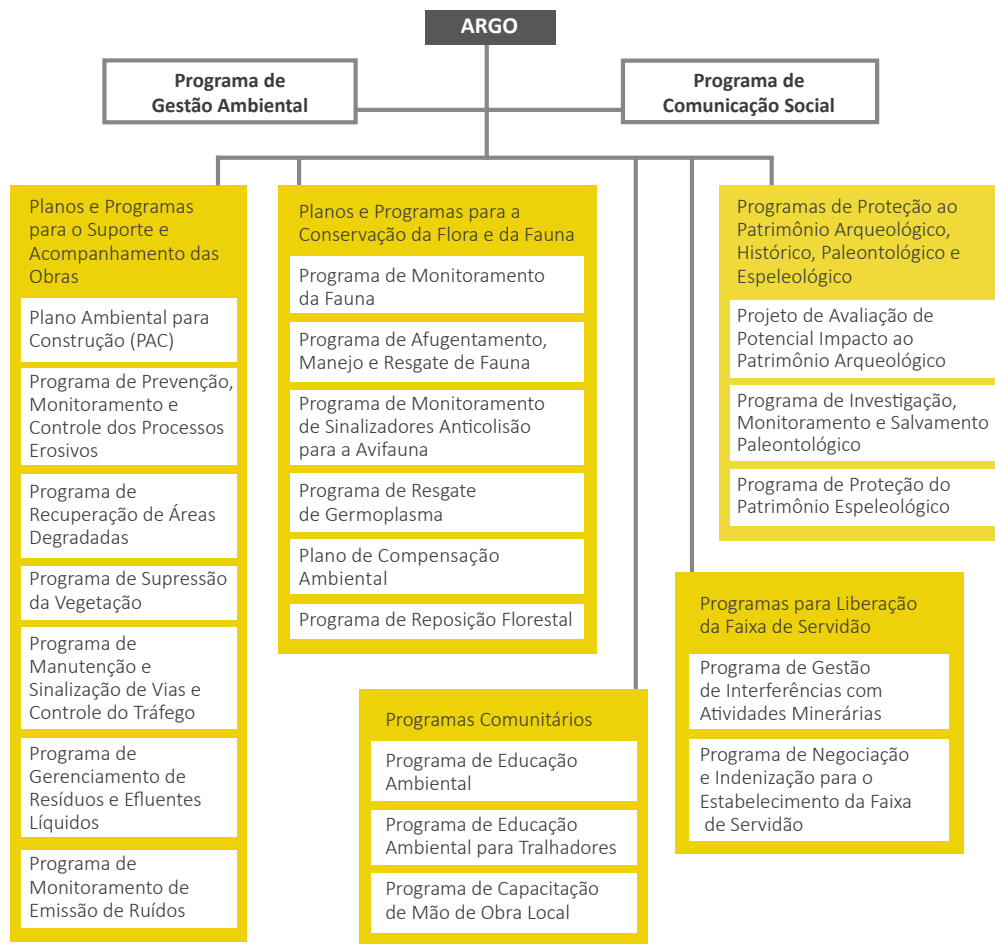 ARGO
Programa de
Gestão Ambiental
Programa de
Comunicação Social
Planos e Programas
para o Suporte e
Acompanhamento das
Obras
Plano Ambiental para
Construção (PAC)
Programa de Prevenção,
Monitoramento e
Controle dos Processos
Erosivos
Programa de
Recuperação de Áreas
Degradadas
Programa de Supressão
da Vegetação
Programa de
Manutenção e
Sinalização de Vias e
Controle do Tráfego
Programa de
Gerenciamento de
Resíduos e Efluentes
Líquidos
Programa de
Monitoramento de
Emissão de Ruídos
Planos e Programas para a
Conservação da Flora e da Fauna
Programa de Monitoramento
da Fauna
Programa de Afugentamento,
Manejo e Resgate de Fauna
Programa de Monitoramento
de Sinalizadores Anticolisão
para a Avifauna
Programa de Resgate
de Germoplasma
Plano de Compensação
Ambiental
Programa de Reposição Florestal
Programas Comunitários
Programa de Educação
Ambiental
Programa de Educação
Ambiental para Tralhadores
Programa de Capacitação
de Mão de Obra Local
Programas de Proteção ao
Patrimônio Arqueológico,
Histórico, Paleontológico e
Espeleológico
Projeto de Avaliação de
Potencial Impacto ao
Patrimônio Arqueológico
Programa de Investigação,
Monitoramento e Salvamento
Paleontológico
Programa de Proteção do
Patrimônio Espeleológico
Programas para Liberação
da Faixa de Servidão
Programa de Gestão
de Interferências com
Atividades Minerárias
Programa de Negociação
e Indenização para o
Estabelecimento da Faixa
de Servidão